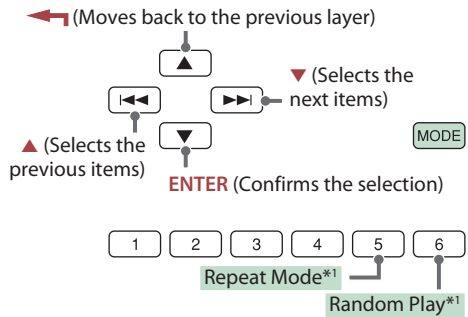 (Moves back to the previous layer)
▲
▼ (Selects the
next items)
▲ (Selects the
previous items)
▼
MODE
ENTER (Confirms the selection)
1 2 3 4 5 6
Repeat Mode*1
Random Play*1